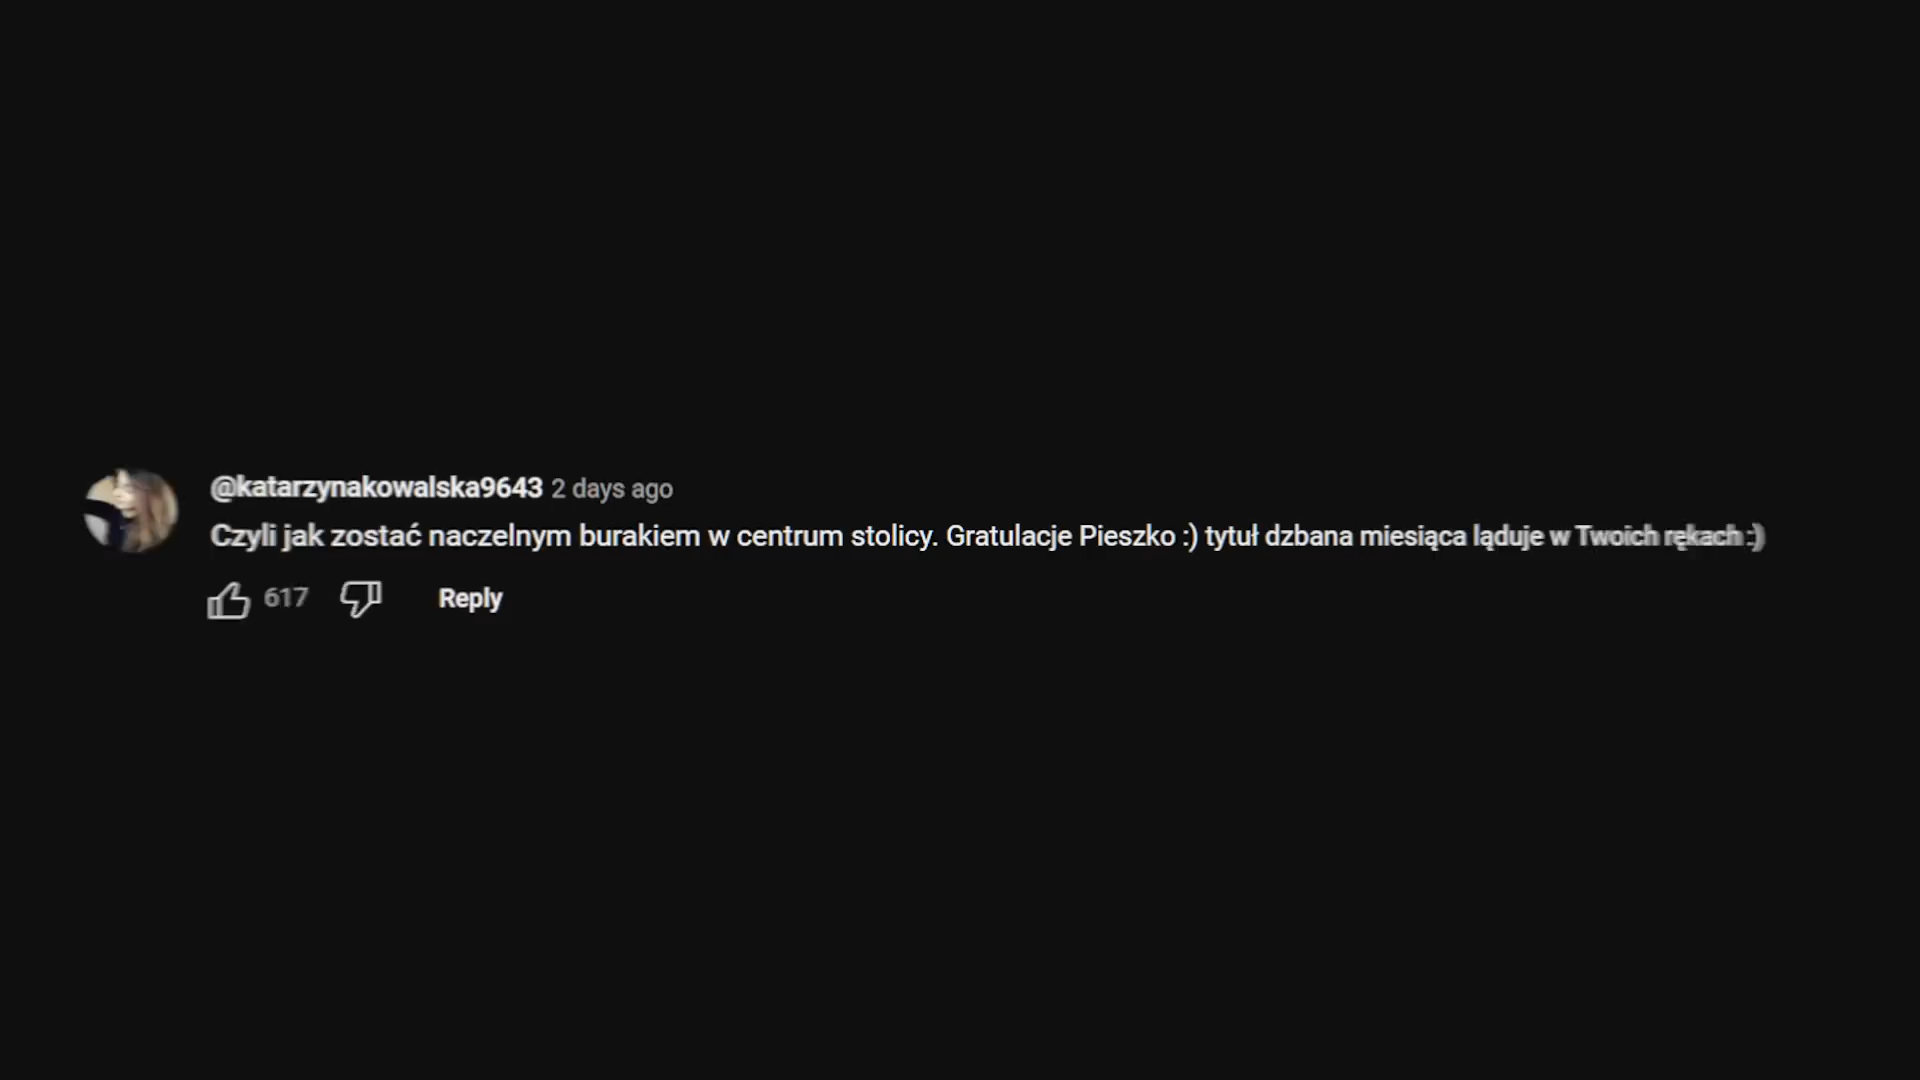 @katarzynakowalska9643 2 days ago
Czyli jak zostać naczelnym burakiem w centrum stolicy. Gratulacje Pieszko :) tytuł dzbana miesiąca ląduje w Twoich rękach :)
617 Reply